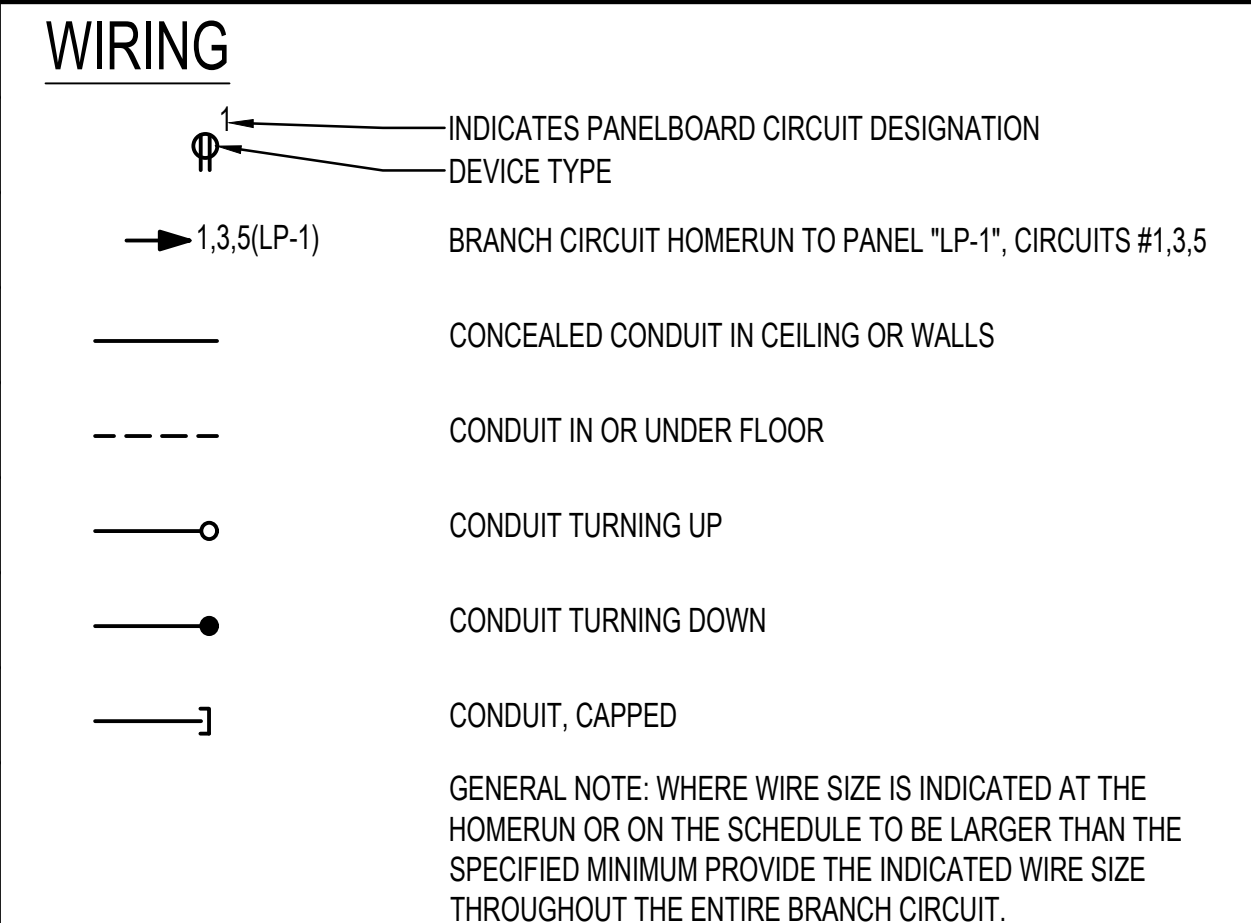 WIRING
1
INDICATES PANELBOARD CIRCUIT DESIGNATION
DEVICE TYPE
1,3,5(LP-1) BRANCH CIRCUIT HOMERUN TO PANEL "LP-1", CIRCUITS #1,3,5
CONCEALED CONDUIT IN CEILING OR WALLS
CONDUIT IN OR UNDER FLOOR
CONDUIT TURNING UP
CONDUIT TURNING DOWN
CONDUIT, CAPPED
GENERAL NOTE: WHERE WIRE SIZE IS INDICATED AT THE
HOMERUN OR ON THE SCHEDULE TO BE LARGER THAN THE
SPECIFIED MINIMUM PROVIDE THE INDICATED WIRE SIZE
THROUGHOUT THE ENTIRE BRANCH CIRCUIT.